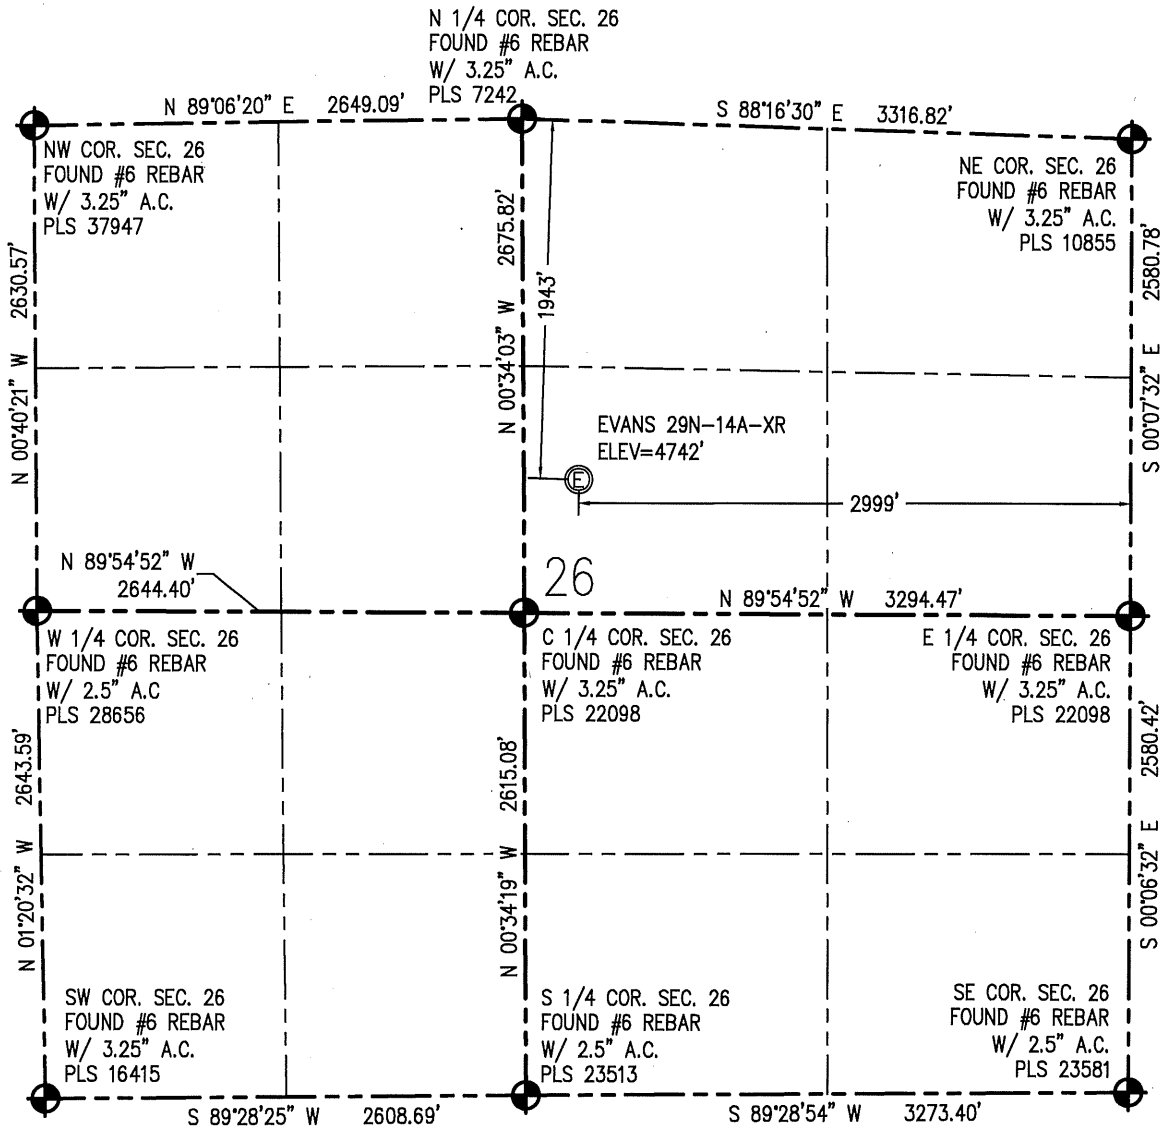 N 1/4 COR. SEC. 26
FOUND #6 REBAR
W/ 3.25" A.C.
PLS 7242
N 89°06'20" E 2649.09'
S 88°16'30" E 3316.82'
NW COR. SEC. 26
FOUND #6 REBAR
W/ 3.25" A.C.
PLS 37947
NE COR. SEC. 26
FOUND #6 REBAR
W/ 3.25" A.C.
PLS 10855
N 00°40'21" W 2630.57'
N 00°34'03" W 2675.82'
1943'
S 00°07'32" E 2580.78'
EVANS 29N-14A-XR
ELEV=4742'
E
2999'
N 89°54'52" W
2644.40'
26
N 89°54'52" W 3294.47'
W 1/4 COR. SEC. 26
FOUND #6 REBAR
W/ 2.5" A.C
PLS 28656
C 1/4 COR. SEC. 26
FOUND #6 REBAR
W/ 3.25" A.C.
PLS 22098
E 1/4 COR. SEC. 26
FOUND #6 REBAR
W/ 3.25" A.C.
PLS 22098
N 01°20'32" W 2643.59'
N 00°34'19" W 2615.08'
S 00°06'32" E 2580.42'
SW COR. SEC. 26
FOUND #6 REBAR
W/ 3.25" A.C.
PLS 16415
S 1/4 COR. SEC. 26
FOUND #6 REBAR
W/ 2.5" A.C.
PLS 23513
SE COR. SEC. 26
FOUND #6 REBAR
W/ 2.5" A.C.
PLS 23581
S 89°28'25" W 2608.69'
S 89°28'54" W 3273.40'